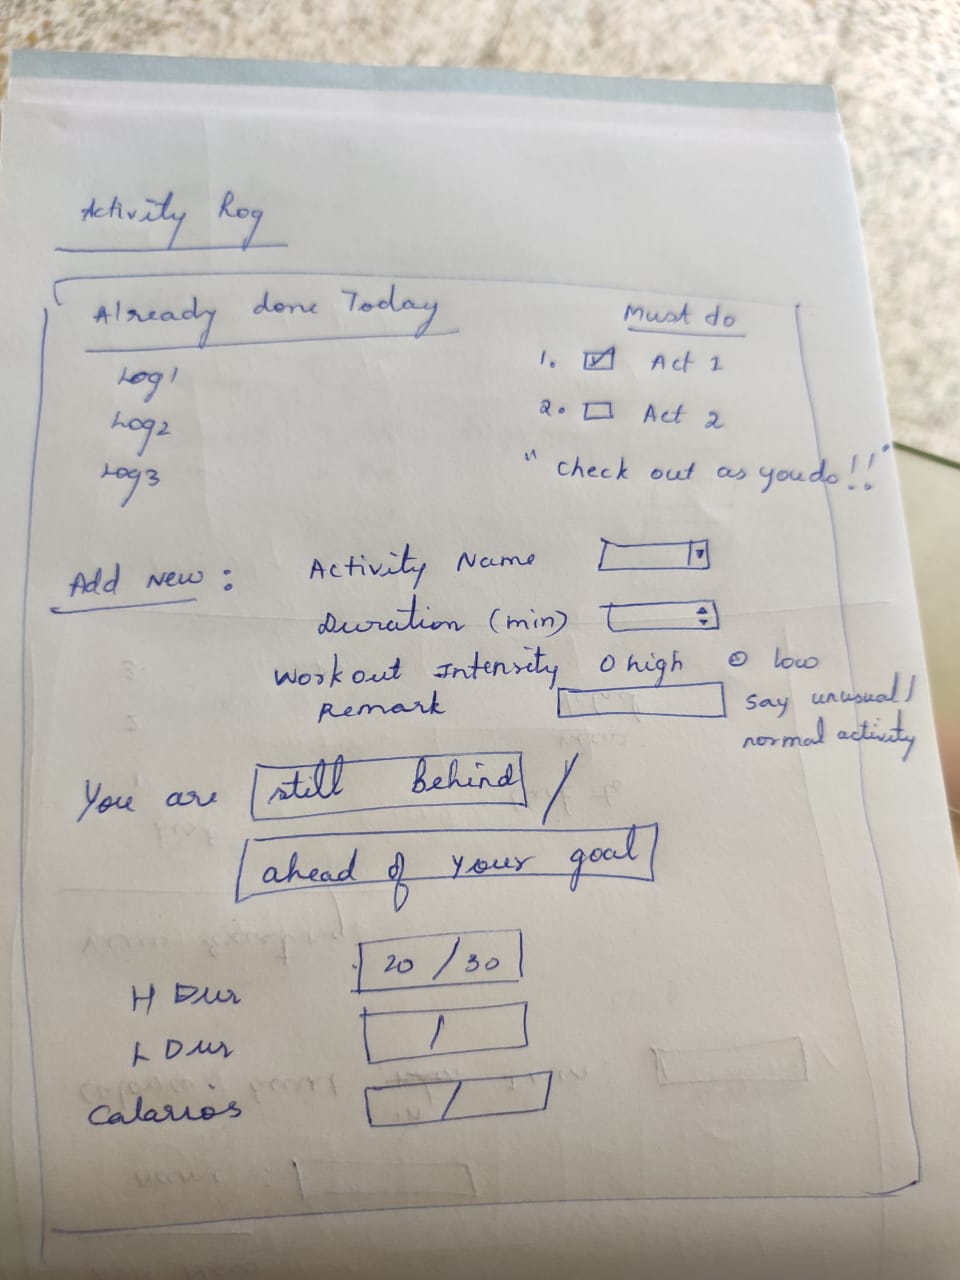 Activity Log
Already done Today
Log1
Log2
Log3
Must do
1. Act 1
2. Act 2
"check out as you do!!"
Add New :
Activity Name
Duration (min)
Workout Intensity O high O low
Remark
say unusual/
normal activity
You are still behind /
ahead of your goal
H Dur 20 / 30
L Dur /
Calarios /